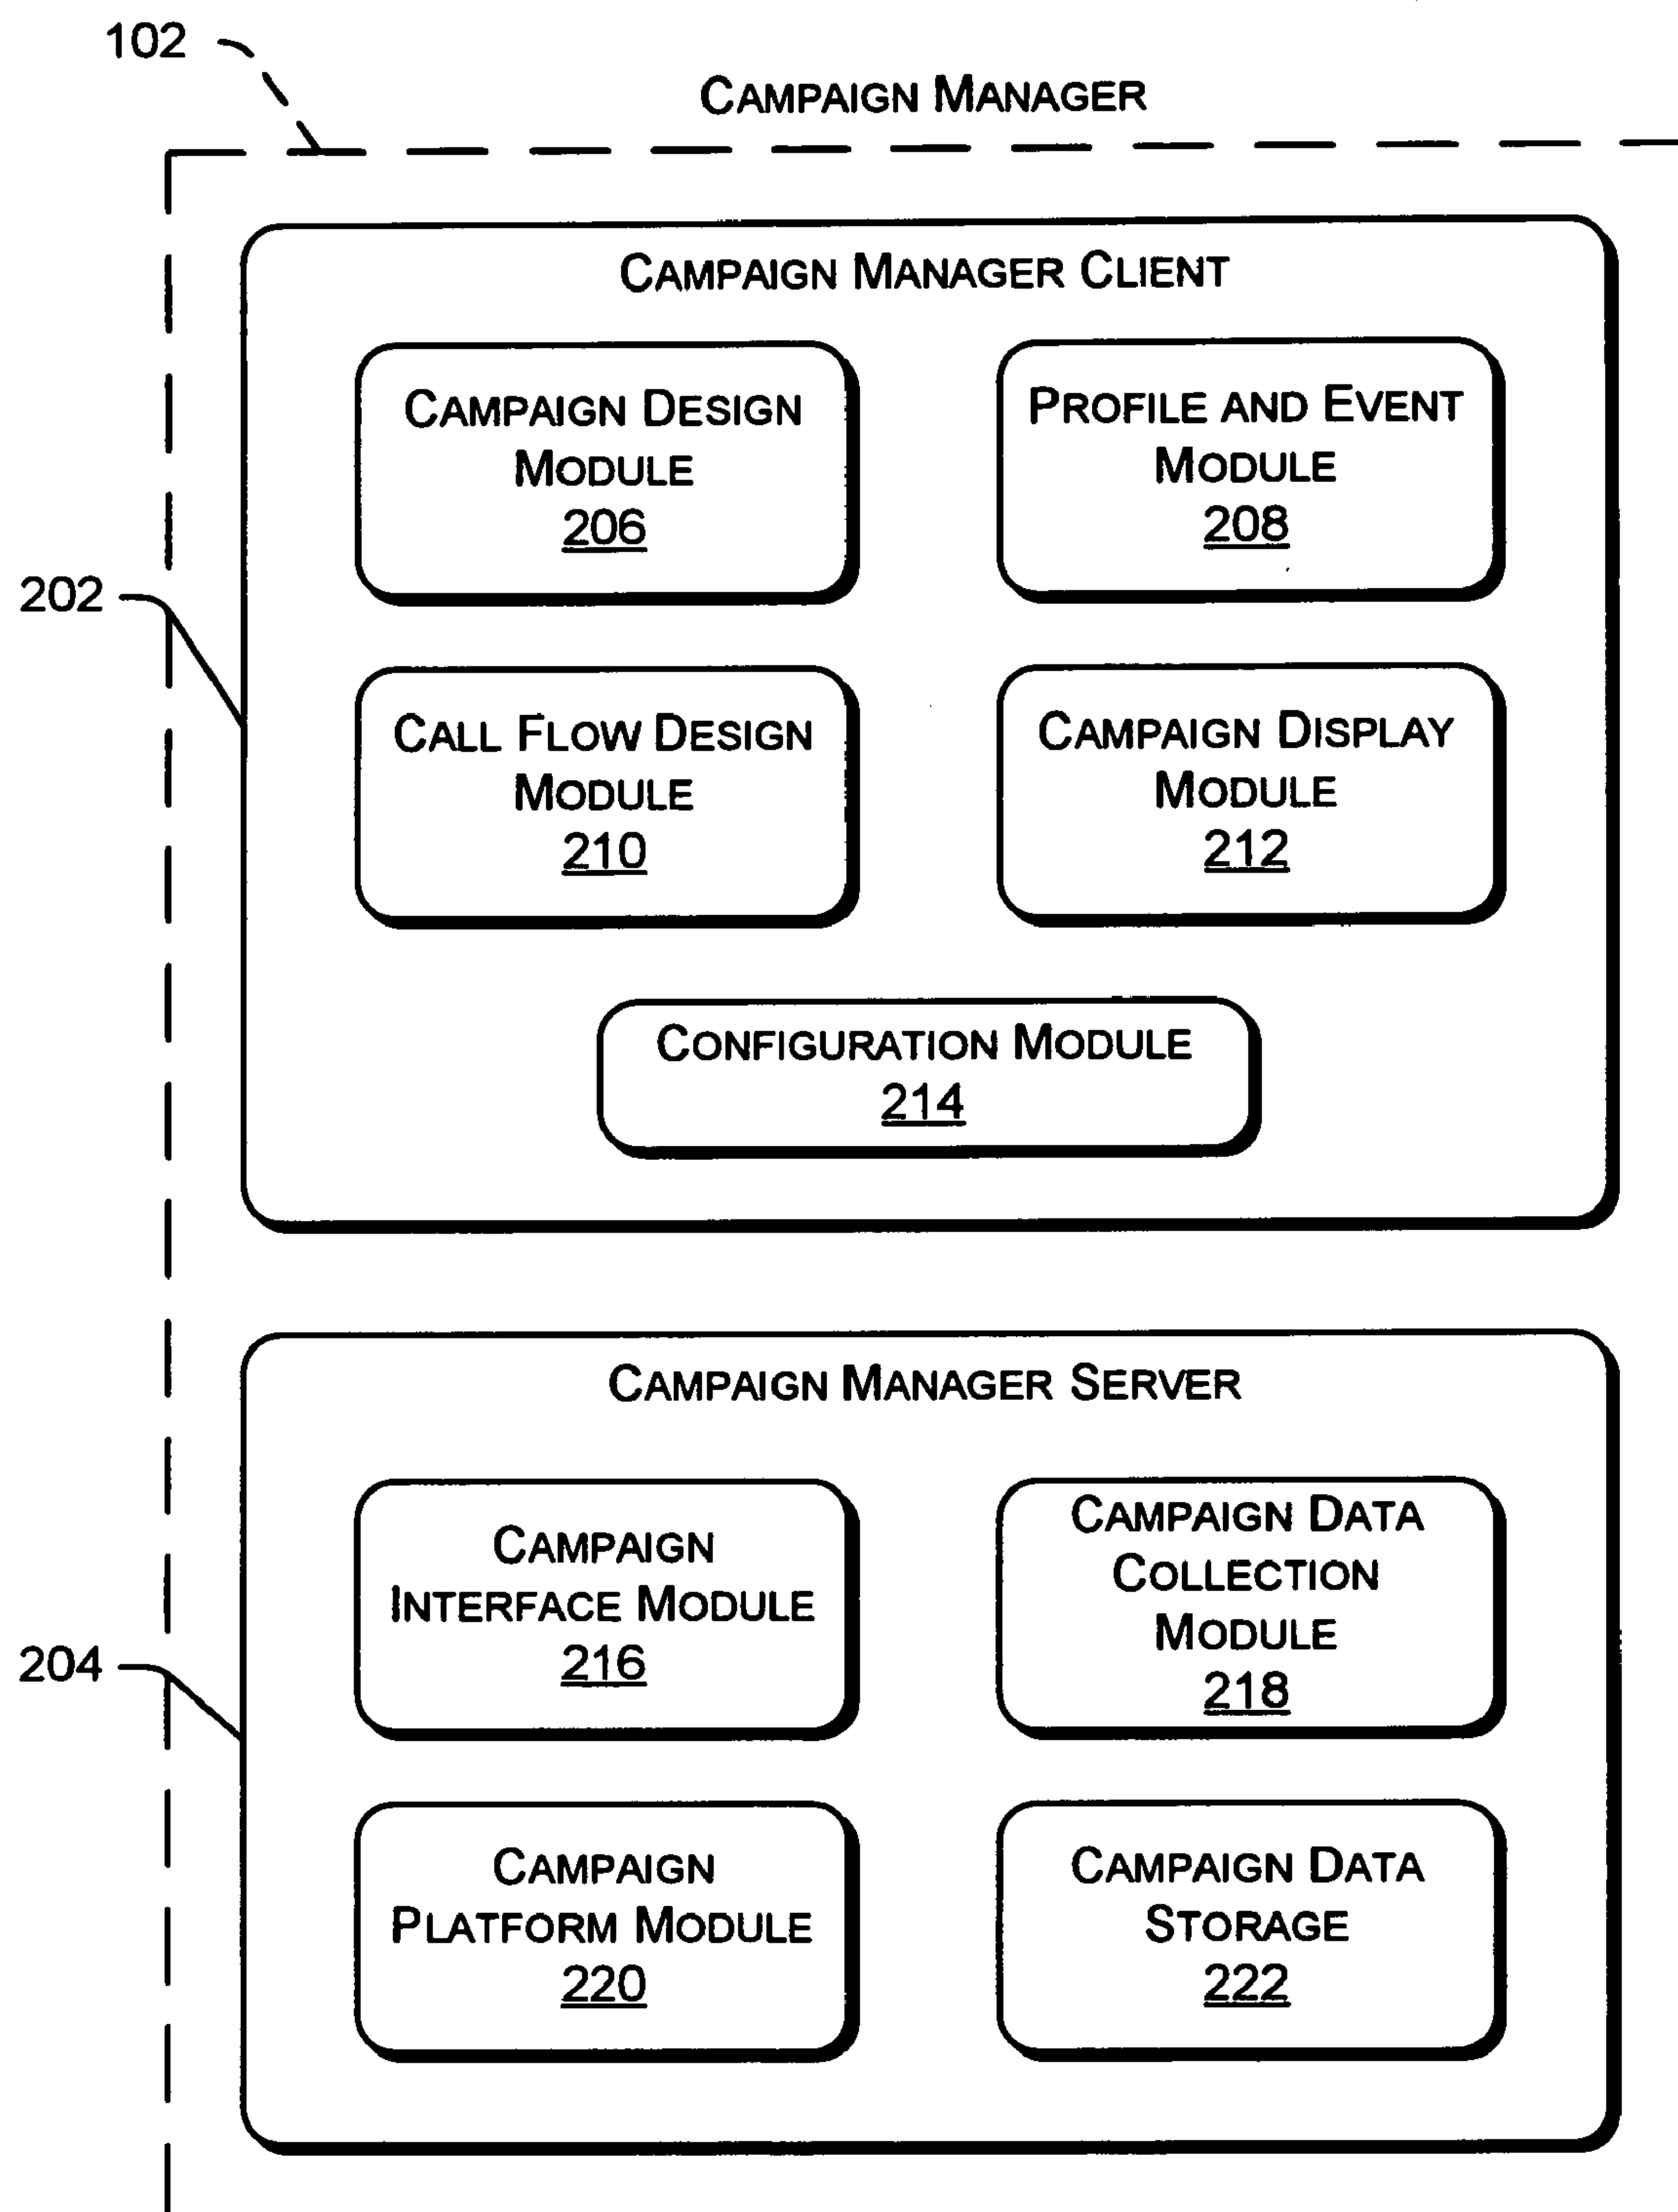 102
CAMPAIGN MANAGER
CAMPAIGN MANAGER CLIENT
CAMPAIGN DESIGN
MODULE
206
PROFILE AND EVENT
MODULE
208
202
CALL FLOW DESIGN
MODULE
210
CAMPAIGN DISPLAY
MODULE
212
CONFIGURATION MODULE
214
CAMPAIGN MANAGER SERVER
CAMPAIGN
INTERFACE MODULE
216
CAMPAIGN DATA
COLLECTION
MODULE
218
204
CAMPAIGN
PLATFORM MODULE
220
CAMPAIGN DATA
STORAGE
222